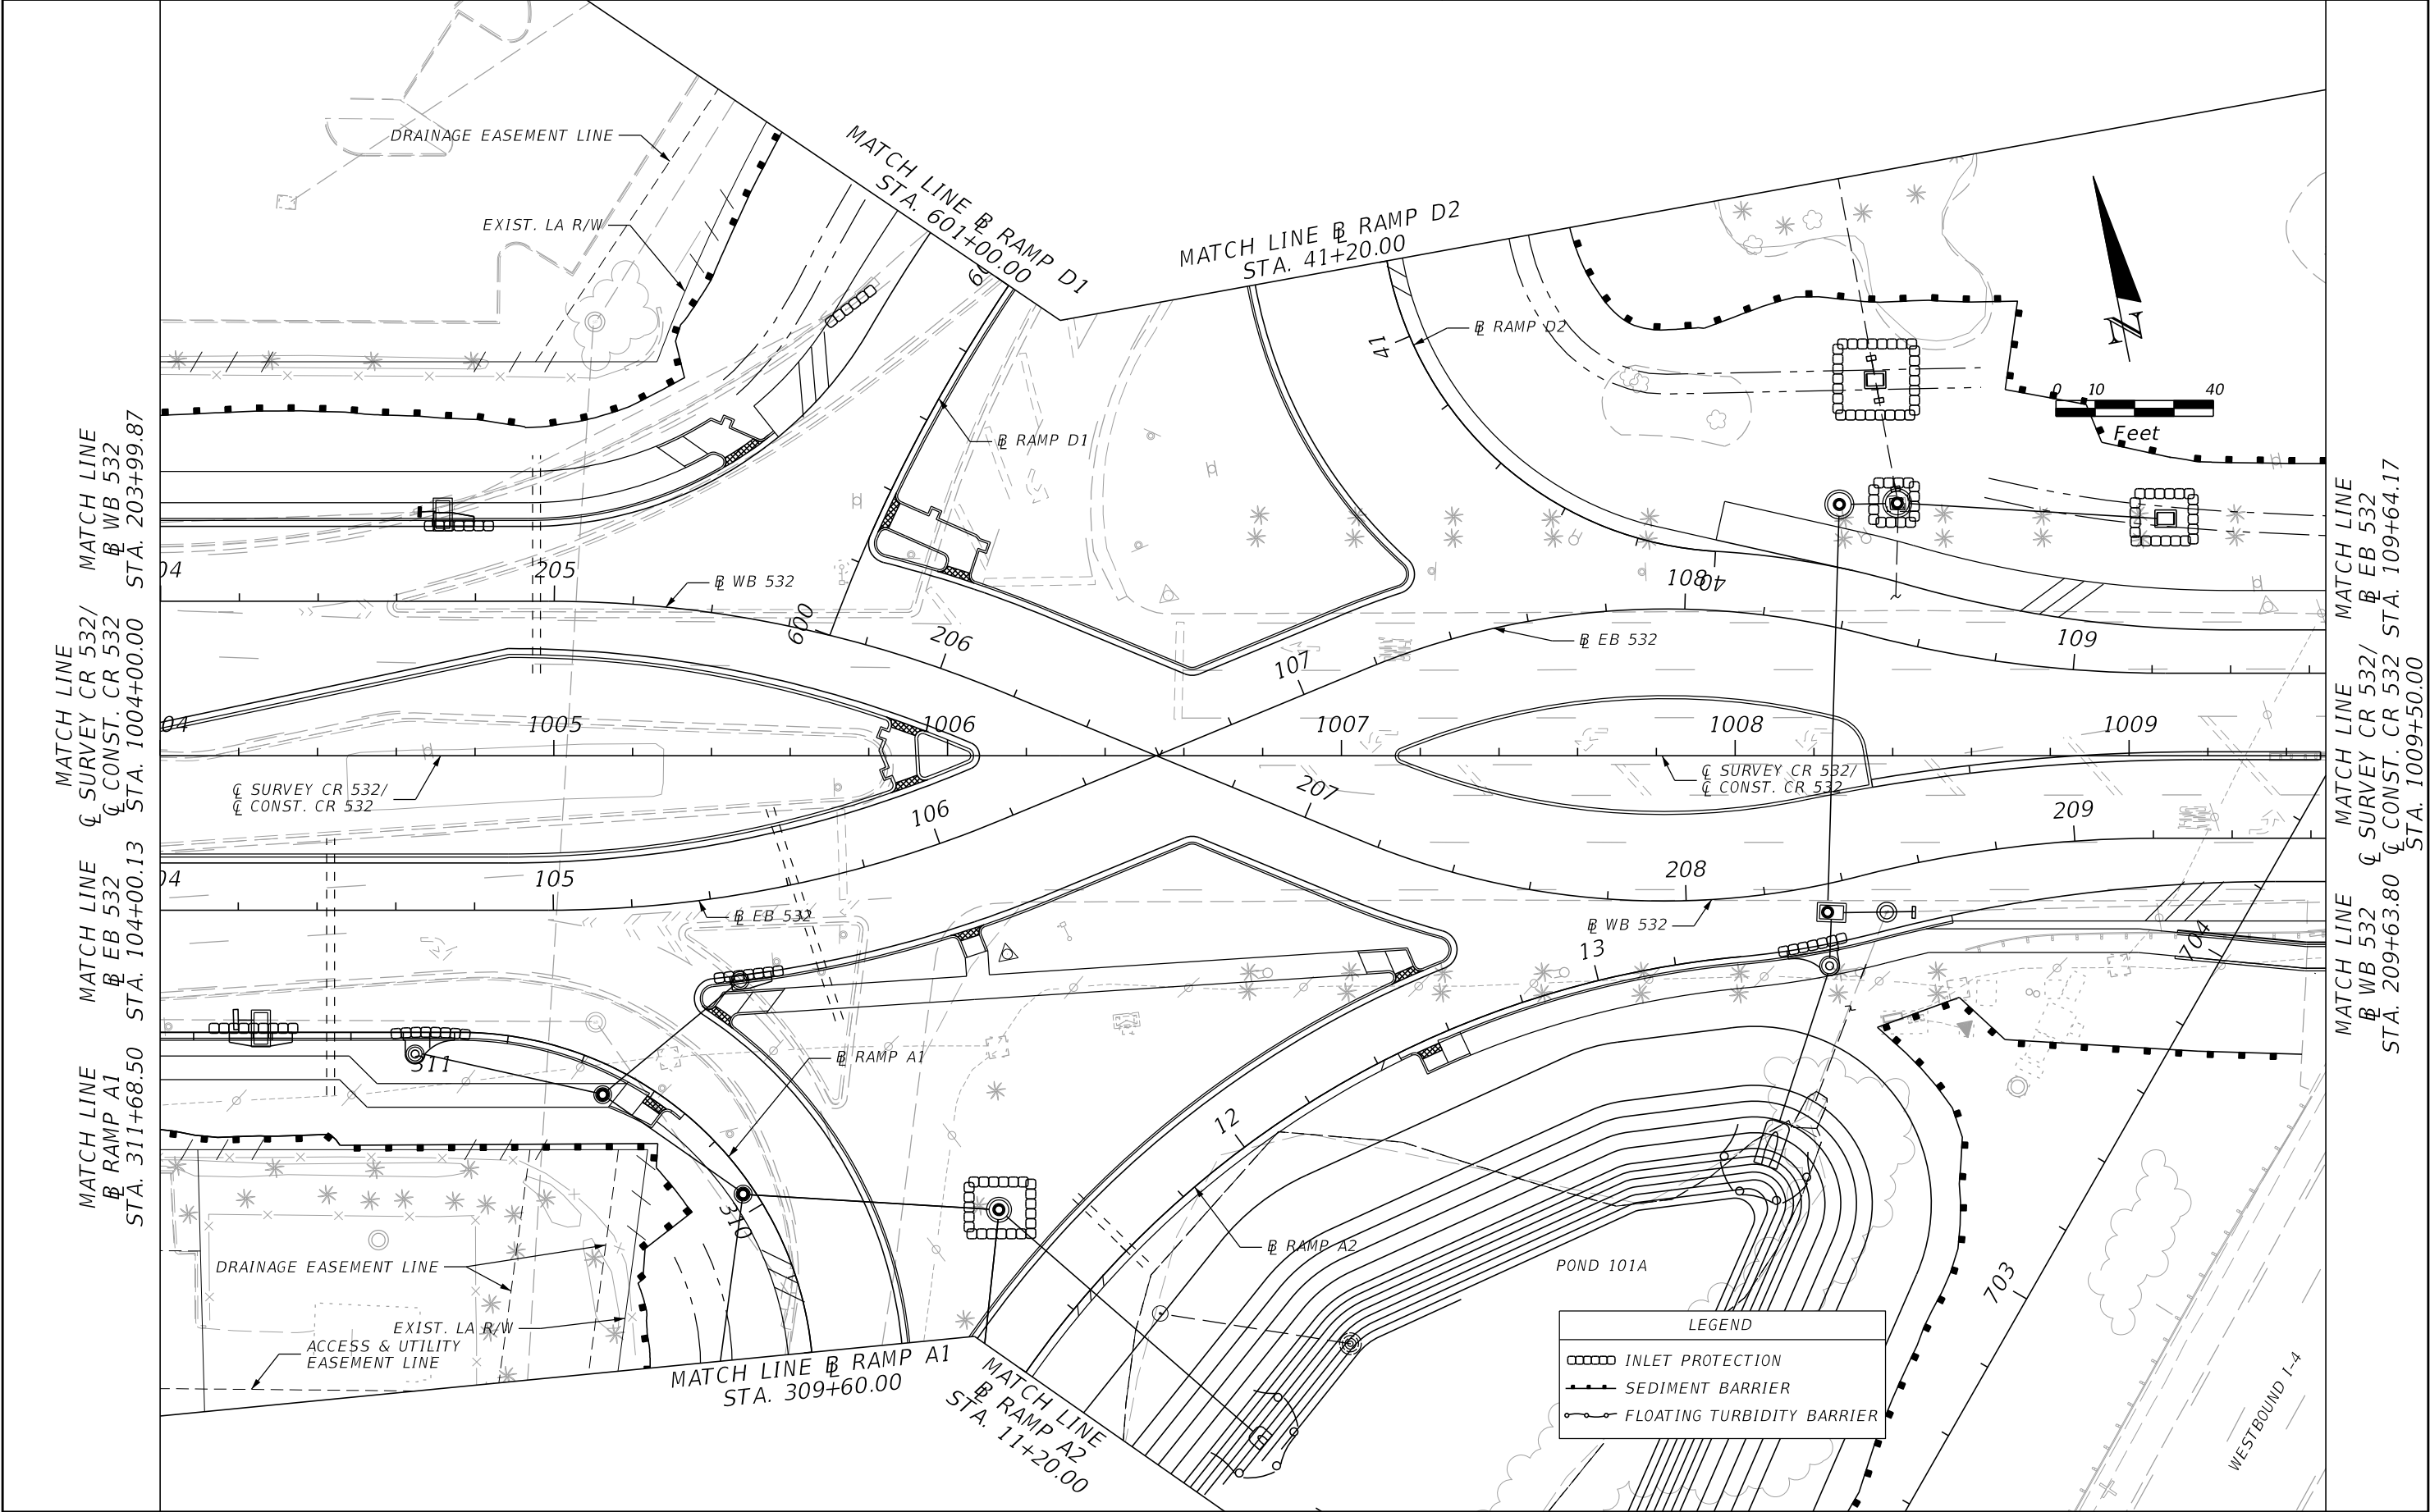 DRAINAGE EASEMENT LINE
EXIST. LA R/W
MATCH LINE ℄ RAMP D1
STA. 601+00.00
MATCH LINE ℄ RAMP D2
STA. 41+20.00
℄ RAMP D2
41
0 10 40
Feet
N
℄ RAMP D1
MATCH LINE
℄ WB 532
STA. 203+99.87
MATCH LINE
℄ SURVEY CR 532/
℄ CONST. CR 532
STA. 1004+00.00
MATCH LINE
℄ EB 532
STA. 104+00.13
MATCH LINE
℄ RAMP A1
STA. 311+68.50
04
205
℄ WB 532
600
206
107
℄ EB 532
108
40
109
04
1005
1006
1007
1008
1009
℄ SURVEY CR 532/
℄ CONST. CR 532
℄ SURVEY CR 532/
℄ CONST. CR 532
04
105
106
207
208
209
℄ EB 532
℄ WB 532
13
704
311
℄ RAMP A1
12
310
℄ RAMP A2
POND 101A
703
DRAINAGE EASEMENT LINE
EXIST. LA R/W
ACCESS & UTILITY
EASEMENT LINE
MATCH LINE ℄ RAMP A1
STA. 309+60.00
MATCH LINE
℄ RAMP A2
STA. 11+20.00
LEGEND
INLET PROTECTION
SEDIMENT BARRIER
FLOATING TURBIDITY BARRIER
WESTBOUND I-4
MATCH LINE
℄ EB 532
STA. 109+64.17
MATCH LINE
℄ SURVEY CR 532/
℄ CONST. CR 532
STA. 1009+50.00
MATCH LINE
℄ WB 532
STA. 209+63.80